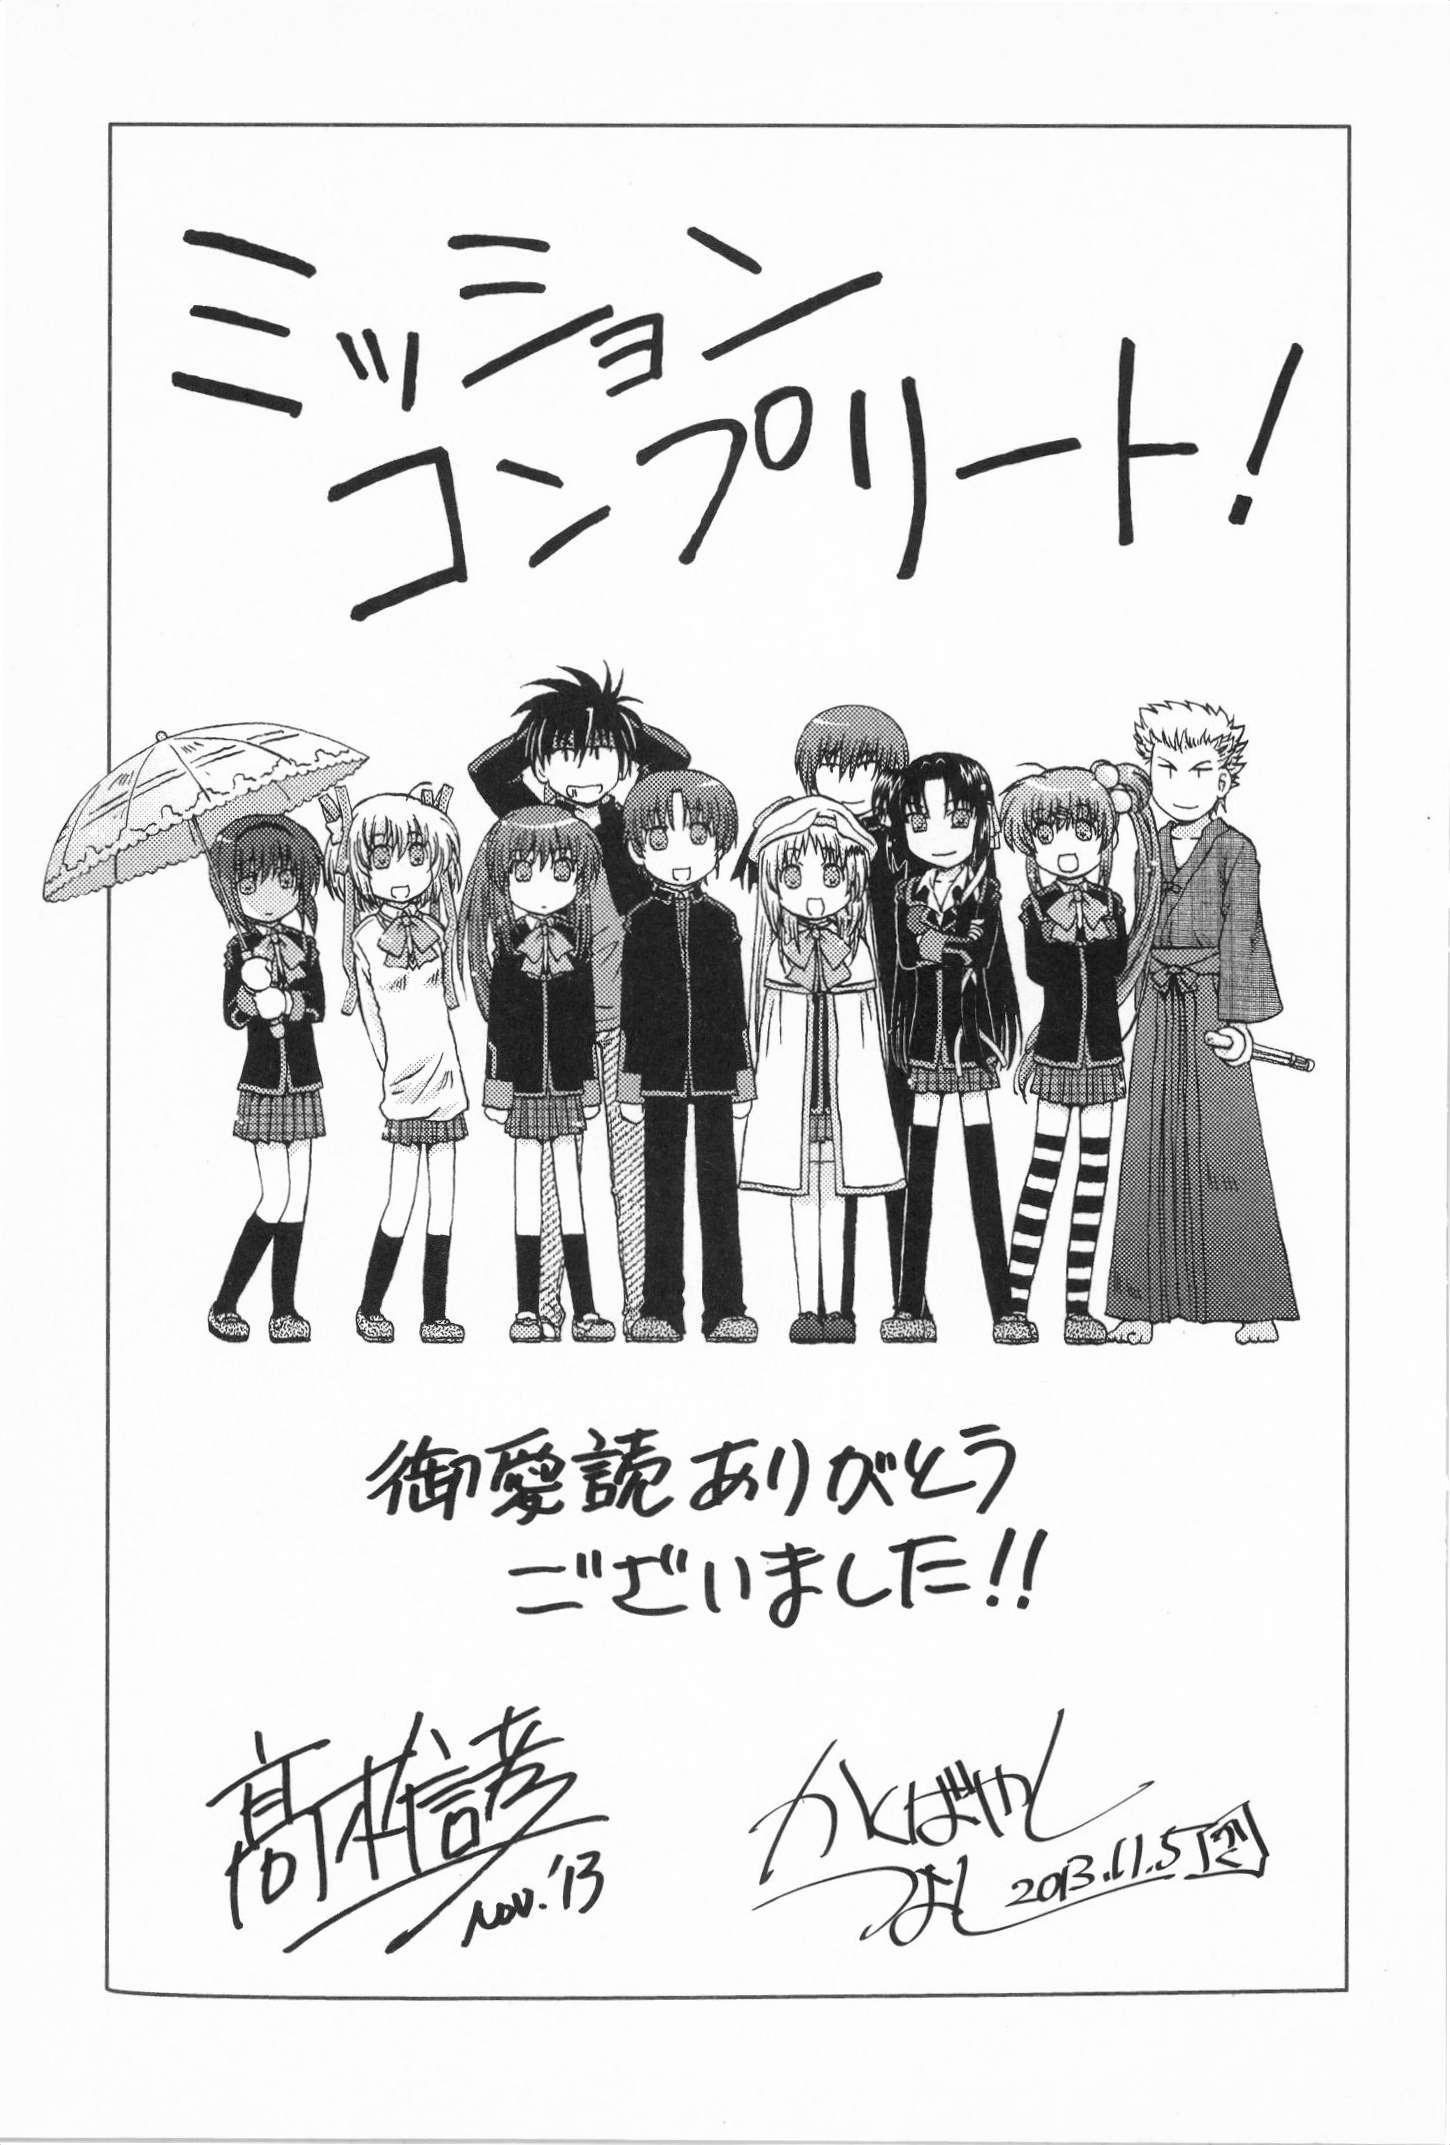 ミッション
コンプリート!
御愛読ありがとう
ございました!!
Nov. '13
かんばやし
つよし 2013.11.5